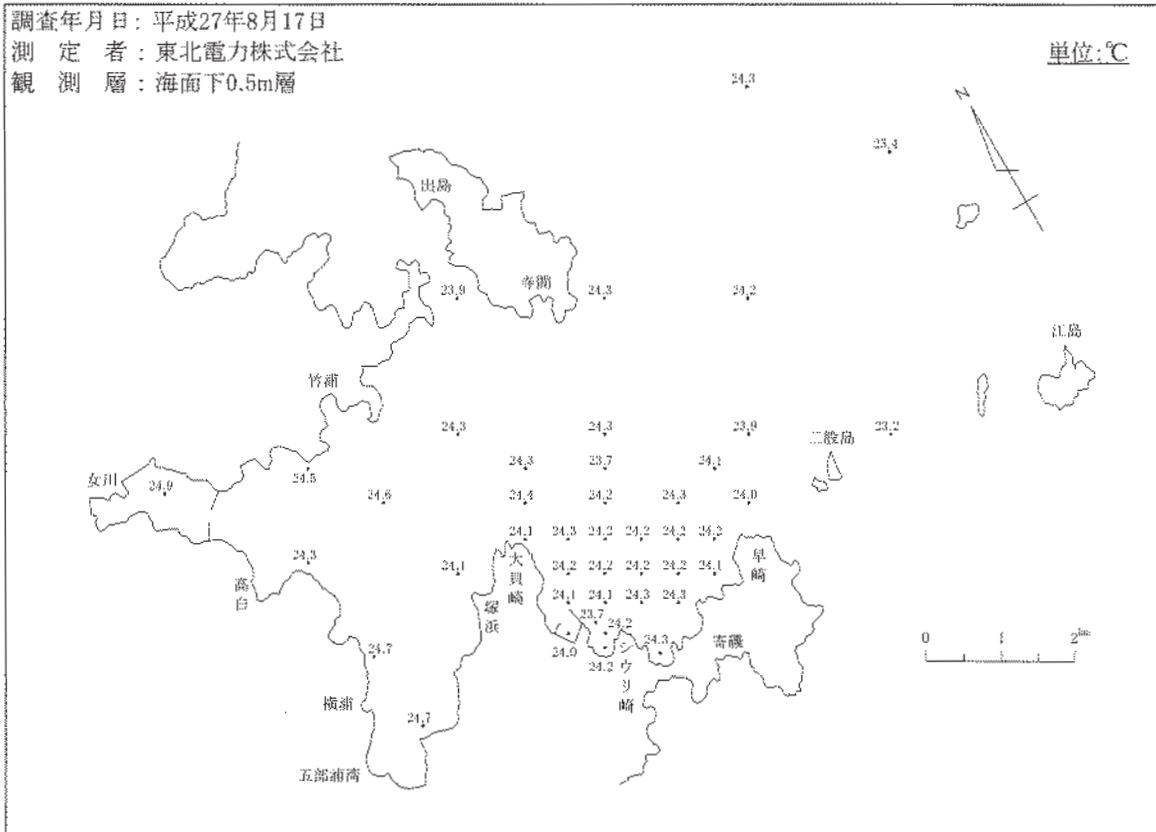 調査年月日：平成27年8月17日
測　定　者：東北電力株式会社
観　測　層：海面下0.5m層
単位：℃
24.3
N
23.4
出島
寺間
23.9
24.3
24.2
江島
竹浦
24.3
24.3
23.9
二股島
23.2
24.3
23.7
24.1
女川
24.9
24.5
24.6
24.4
24.2
24.3
24.0
24.1
24.3
24.2
24.2
24.2
24.2
早崎
大貝崎
24.3
高白
24.1
24.2
24.2
24.2
24.2
24.1
塚浜
24.1
24.1
24.3
24.3
23.7
24.2
24.7
24.0
24.2
シウリ崎
24.3
寄磯
0
1
2km
横浦
24.7
五部浦湾